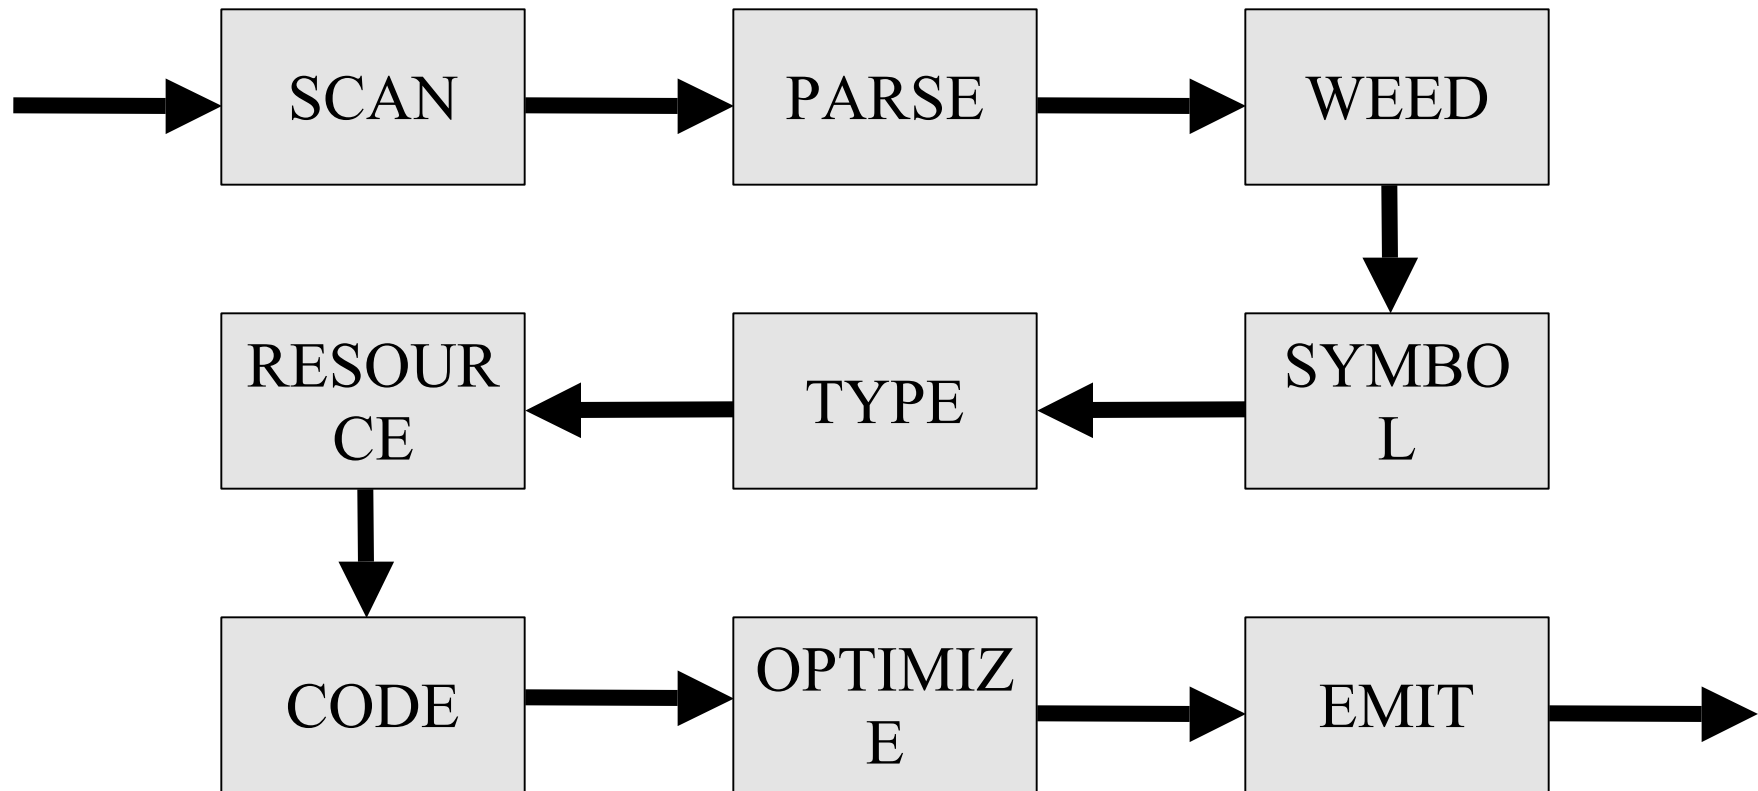 SCAN
PARSE
WEED
RESOUR
CE
TYPE
SYMBO
L
CODE
OPTIMIZ
E
EMIT